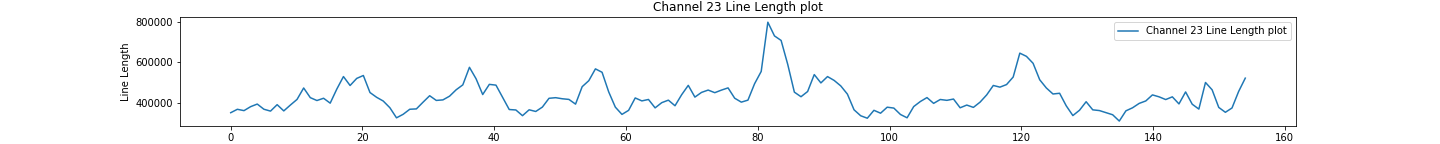 Channel 23 Line Length plot
800000
600000
400000
Line Length
Channel 23 Line Length plot
0 20 40 60 80 100 120 140 160